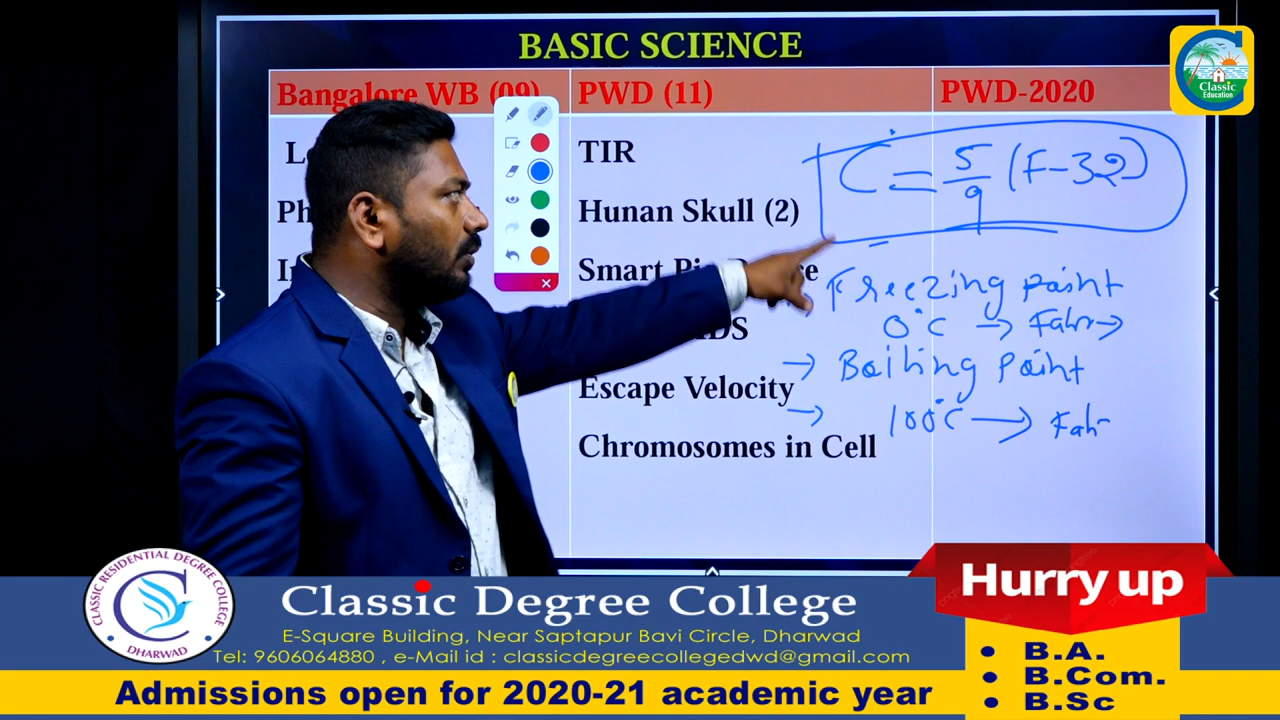 BASIC SCIENCE
Bangalore WB (09)
PWD (11)
PWD-2020
TIR
Hunan Skull (2)
Smart
Escape Velocity
Chromosomes in Cell
C = 5/9 (F-32)
Freezing point
0°C → Fahr →
→ Boiling Point
→ 100°C → Fah
Classic
Education
CLASSIC RESIDENTIAL DEGREE COLLEGE
DHARWAD
Classic Degree College
E-Square Building, Near Saptapur Bavi Circle, Dharwad
Tel: 9606064880 , e-Mail id : classicdegreecollegedwd@gmail.com
Admissions open for 2020-21 academic year
Hurry up
• B.A.
• B.Com.
• B.Sc